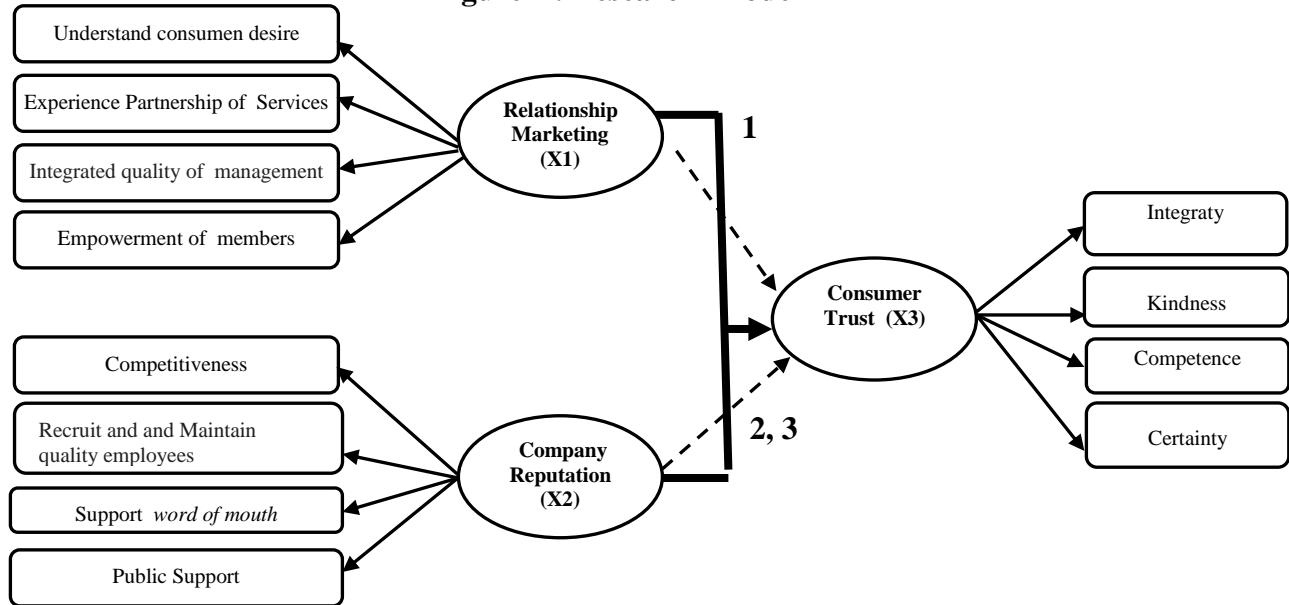 Understand consumen desire
Experience Partnership of Services
Integrated quality of management
Empowerment of members
Relationship
Marketing
(X1)
1
Competitiveness
Recruit and and Maintain
quality employees
Support word of mouth
Public Support
Company
Reputation
(X2)
2, 3
Consumer
Trust (X3)
Integraty
Kindness
Competence
Certainty